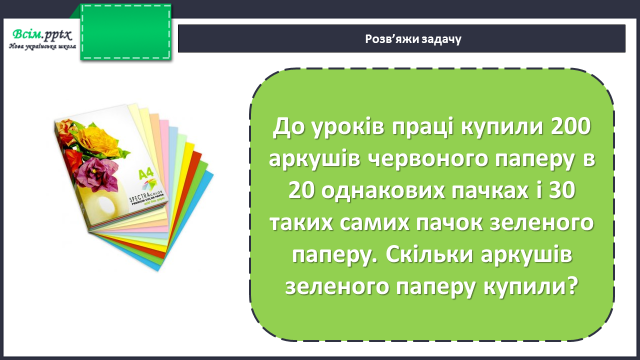 Всім.pptx
Нова українська школа
Розв’яжи задачу
A4
SPECTRA COLOR
До уроків праці купили 200
аркушів червоного паперу в
20 однакових пачках і 30
таких самих пачок зеленого
паперу. Скільки аркушів
зеленого паперу купили?